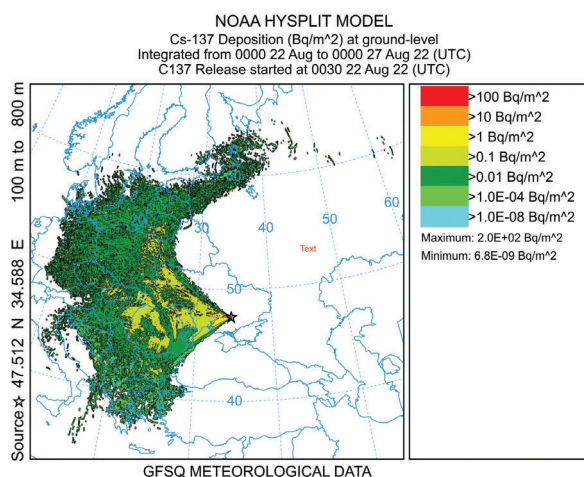 NOAA HYSPLIT MODEL
Cs-137 Deposition (Bq/m^2) at ground-level
Integrated from 0000 22 Aug to 0000 27 Aug 22 (UTC)
C137 Release started at 0030 22 Aug 22 (UTC)
Source ☆ 47.512 N 34.588 E 100 m to 800 m
>100 Bq/m^2
>10 Bq/m^2
>1 Bq/m^2
>0.1 Bq/m^2
>0.01 Bq/m^2
>1.0E-04 Bq/m^2
>1.0E-08 Bq/m^2
Maximum: 2.0E+02 Bq/m^2
Minimum: 6.8E-09 Bq/m^2
30
40
50
60
Text
50
40
GFSQ METEOROLOGICAL DATA